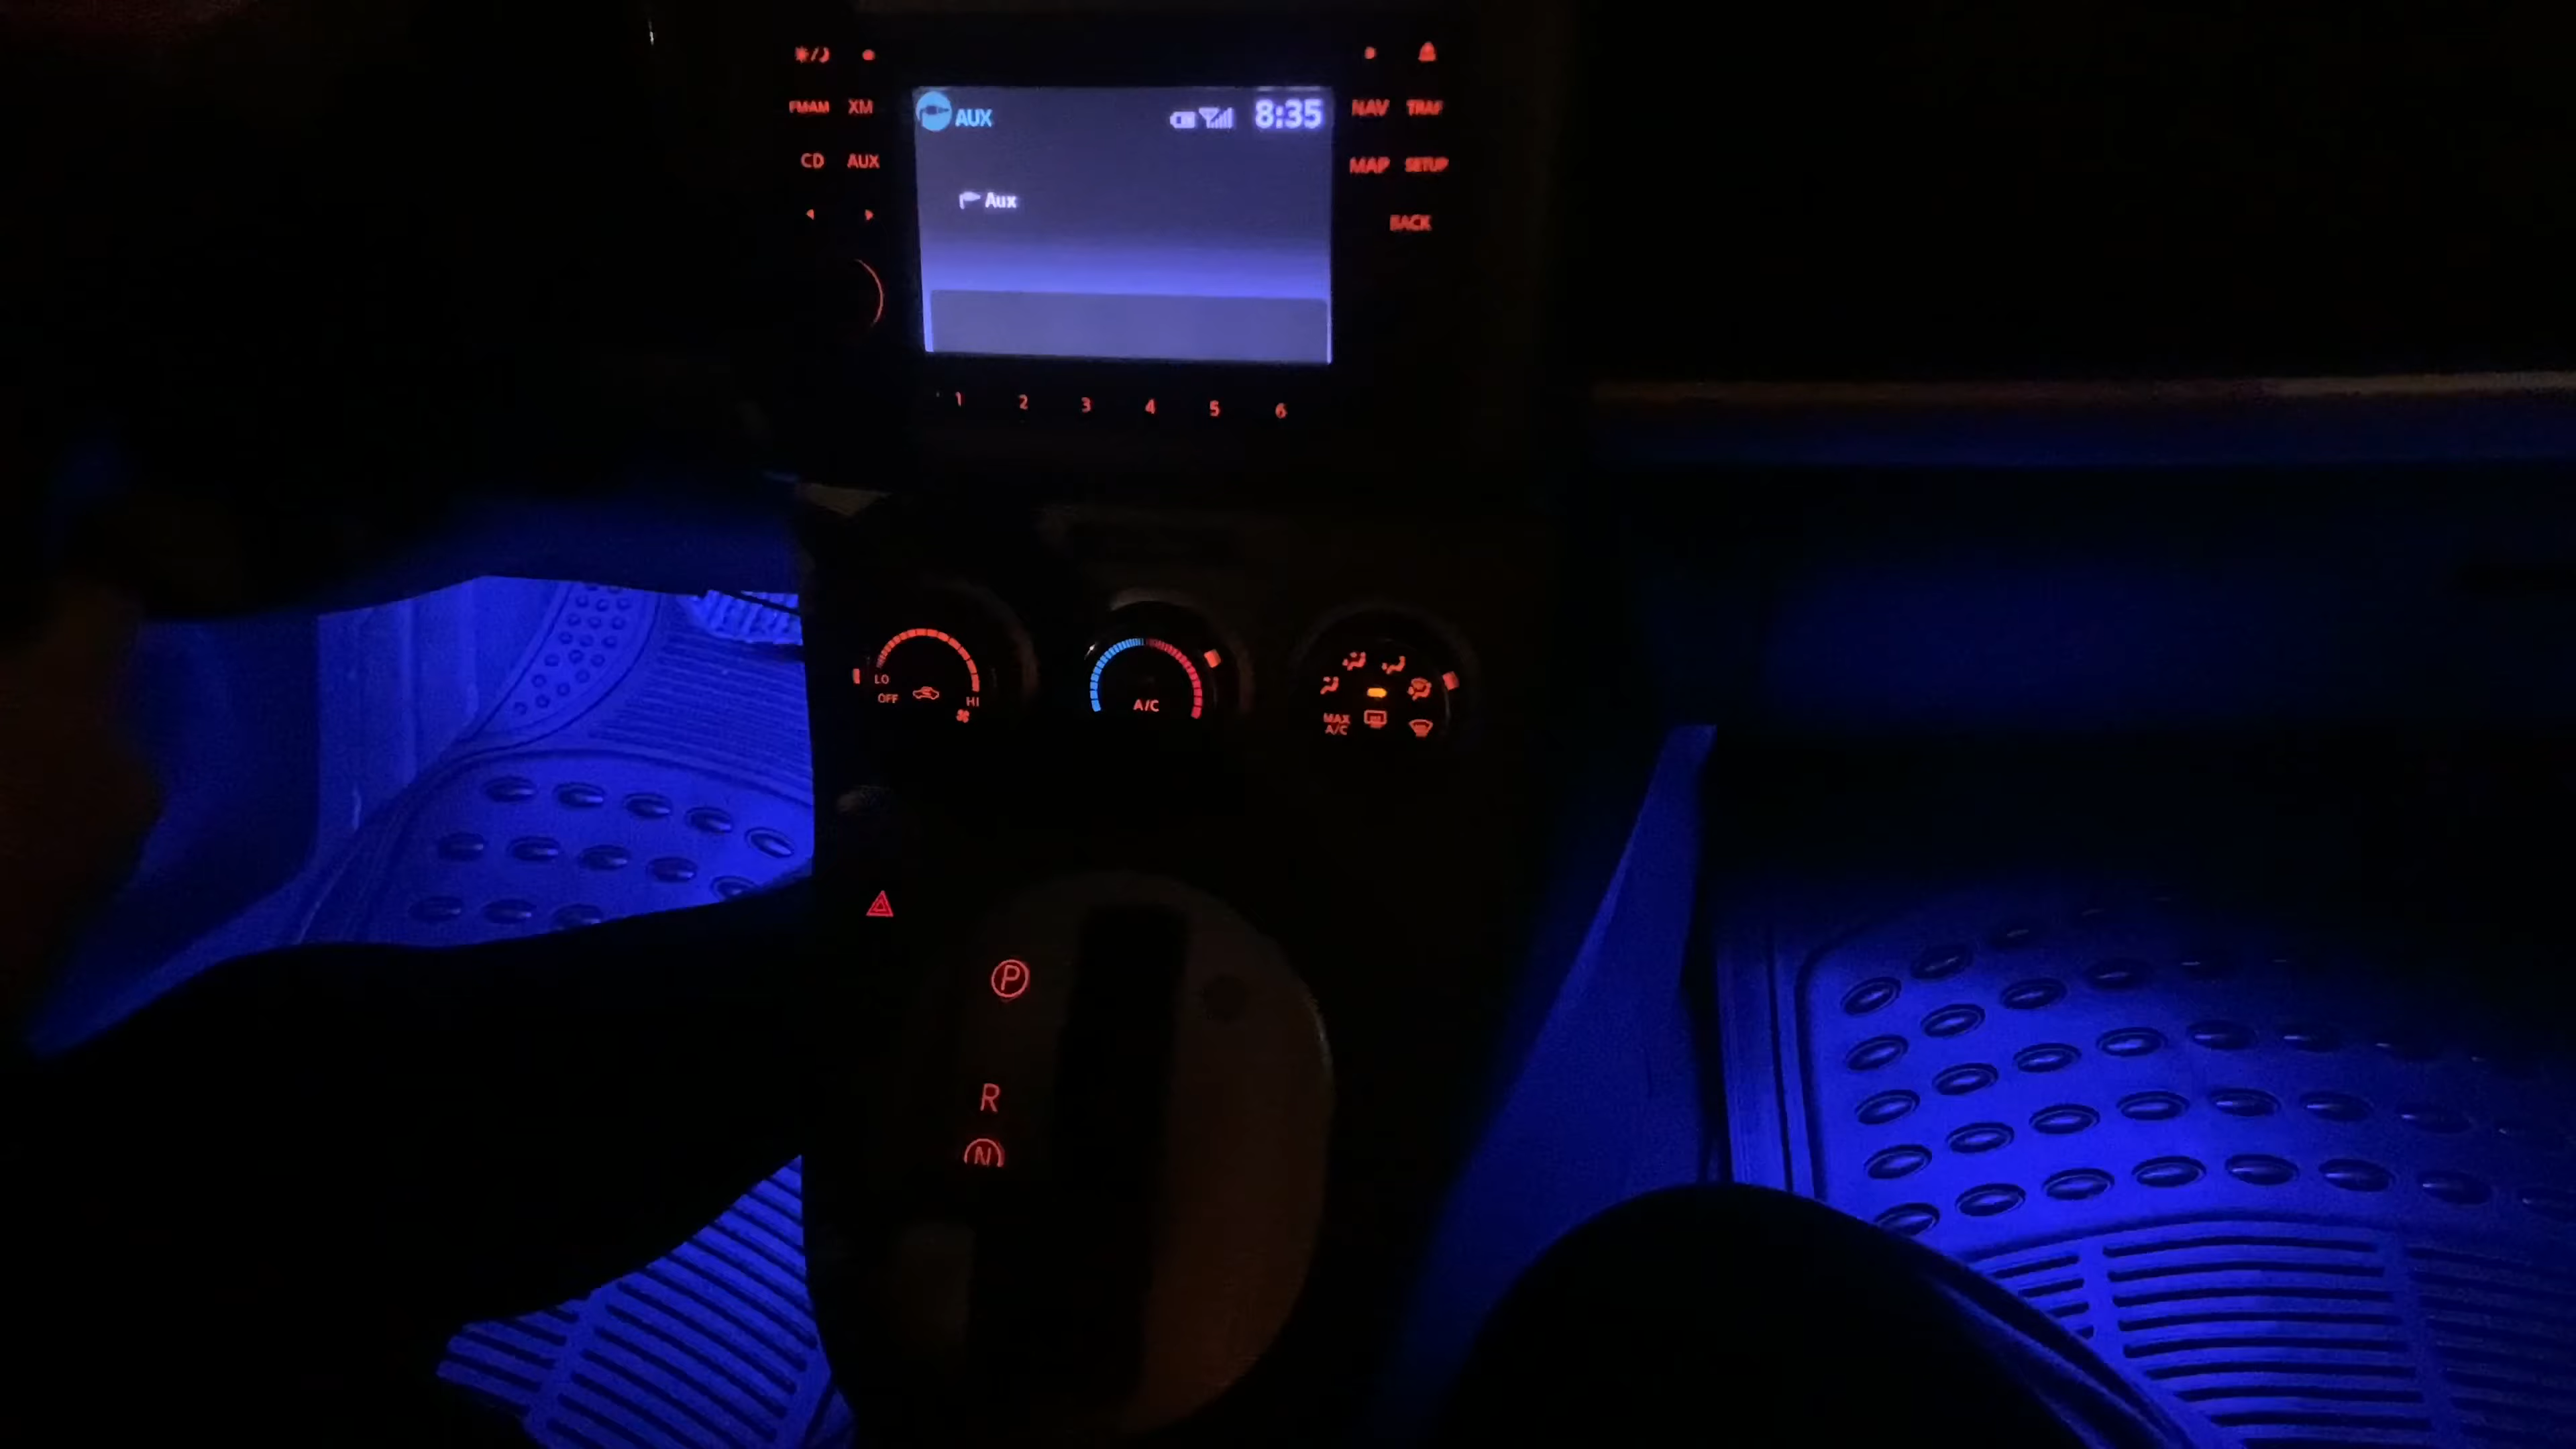 FM·AM XM
CD AUX
AUX 8:35
Aux
NAV TRAF
MAP SETUP
BACK
1 2 3 4 5 6
LO
OFF HI
A/C
MAX
A/C
P
R
N